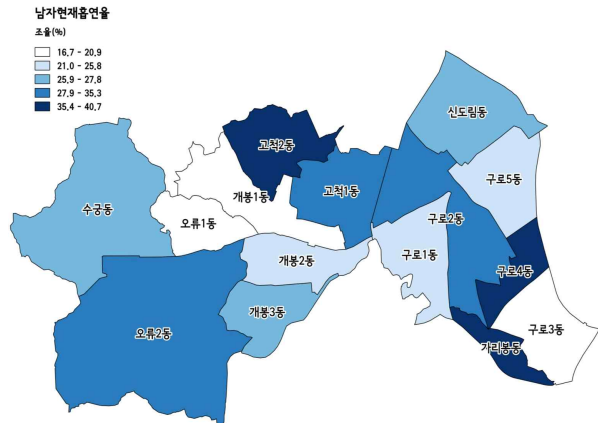 남자현재흡연율
조율(%)
16.7 - 20.9
21.0 - 25.8
25.9 - 27.8
27.9 - 35.3
35.4 - 40.7
신도림동
고척2동
구로5동
고척1동
개봉1동
수궁동
오류1동
구로2동
구로1동
개봉2동
구로4동
개봉3동
구로3동
오류2동
가리봉동